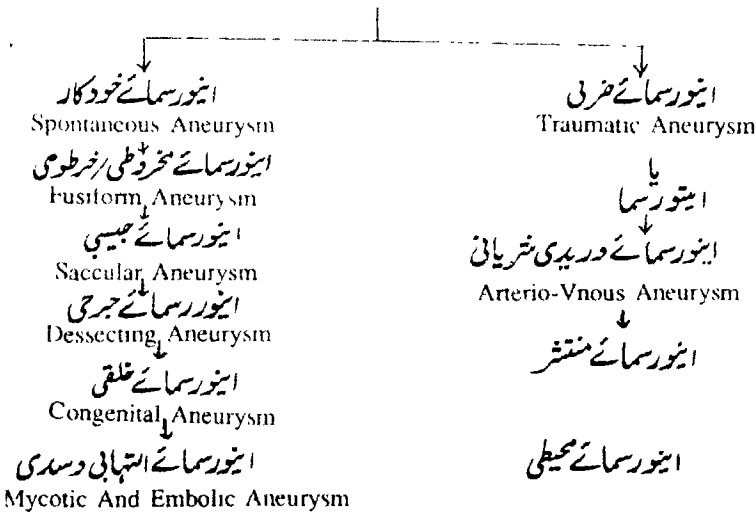 اینورسمائے خودکار
Spontaneous Aneurysm
اینورسمائے مخروطی/خرطومی
Fusiform Aneurysm
اینورسمائے جیبی
Saccular Aneurysm
اینوررسمائے جرحی
Dessecting Aneurysm
اینورسمائے خلقی
Congenital Aneurysm
اینورسمائے التہابی وسدی
Mycotic And Embolic Aneurysm
اینورسمائے ضربی
Traumatic Aneurysm
یا
اینورسما
اینورسمائے وریدی شریانی
Arterio-Vnous Aneurysm
اینورسمائے منتشر
اینورسمائے محیطی